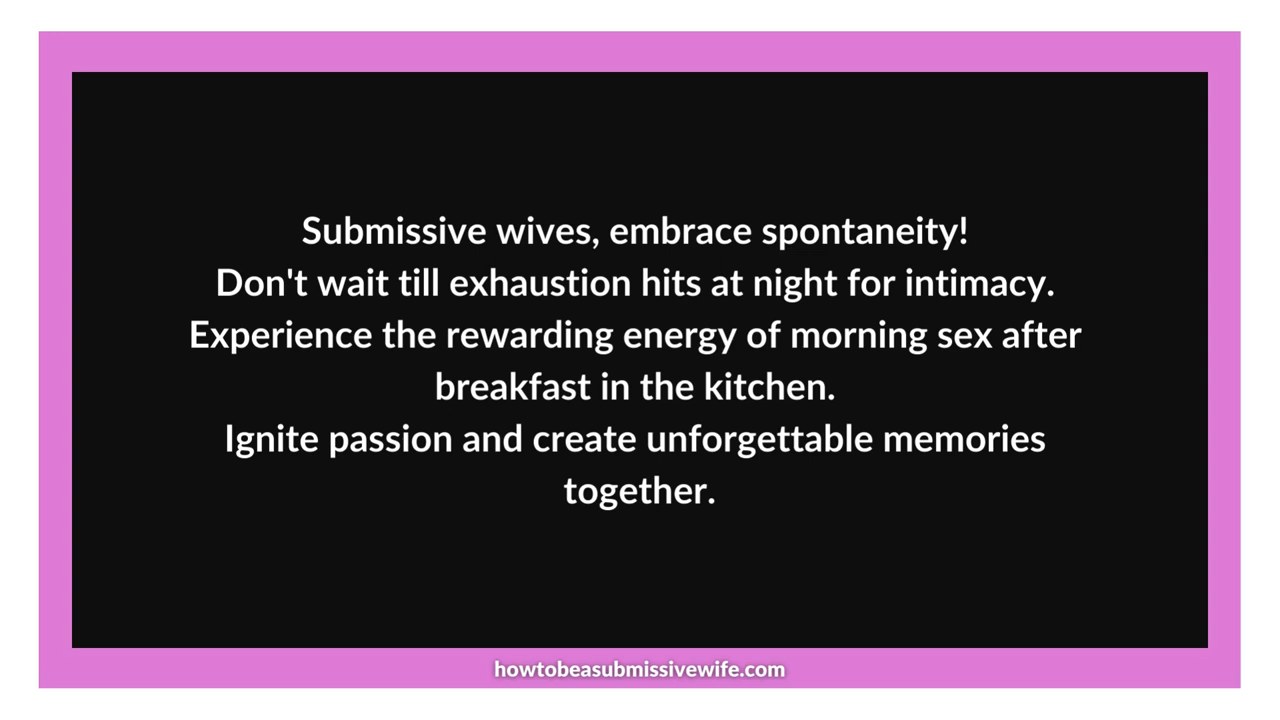 Submissive wives, embrace spontaneity!
Don't wait till exhaustion hits at night for intimacy.
Experience the rewarding energy of morning sex after
breakfast in the kitchen.
Ignite passion and create unforgettable memories
together.
howtobeasubmissivewife.com